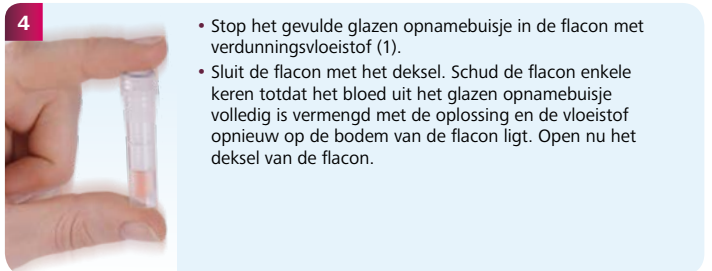 4
• Stop het gevulde glazen opnamebuisje in de flacon met
verdunningsvloeistof (1).
• Sluit de flacon met het deksel. Schud de flacon enkele
keren totdat het bloed uit het glazen opnamebuisje
volledig is vermengd met de oplossing en de vloeistof
opnieuw op de bodem van de flacon ligt. Open nu het
deksel van de flacon.